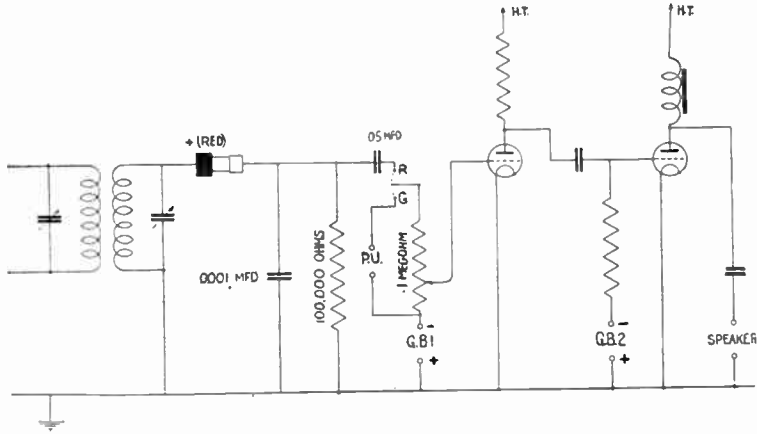 H.T.
H.T.
+ (RED)
.05 MFD
R
G
P.U.
.0001 MFD
100,000 OHMS
.1 MEGOHM
-
G.B.1
+
-
G.B.2
+
SPEAKER